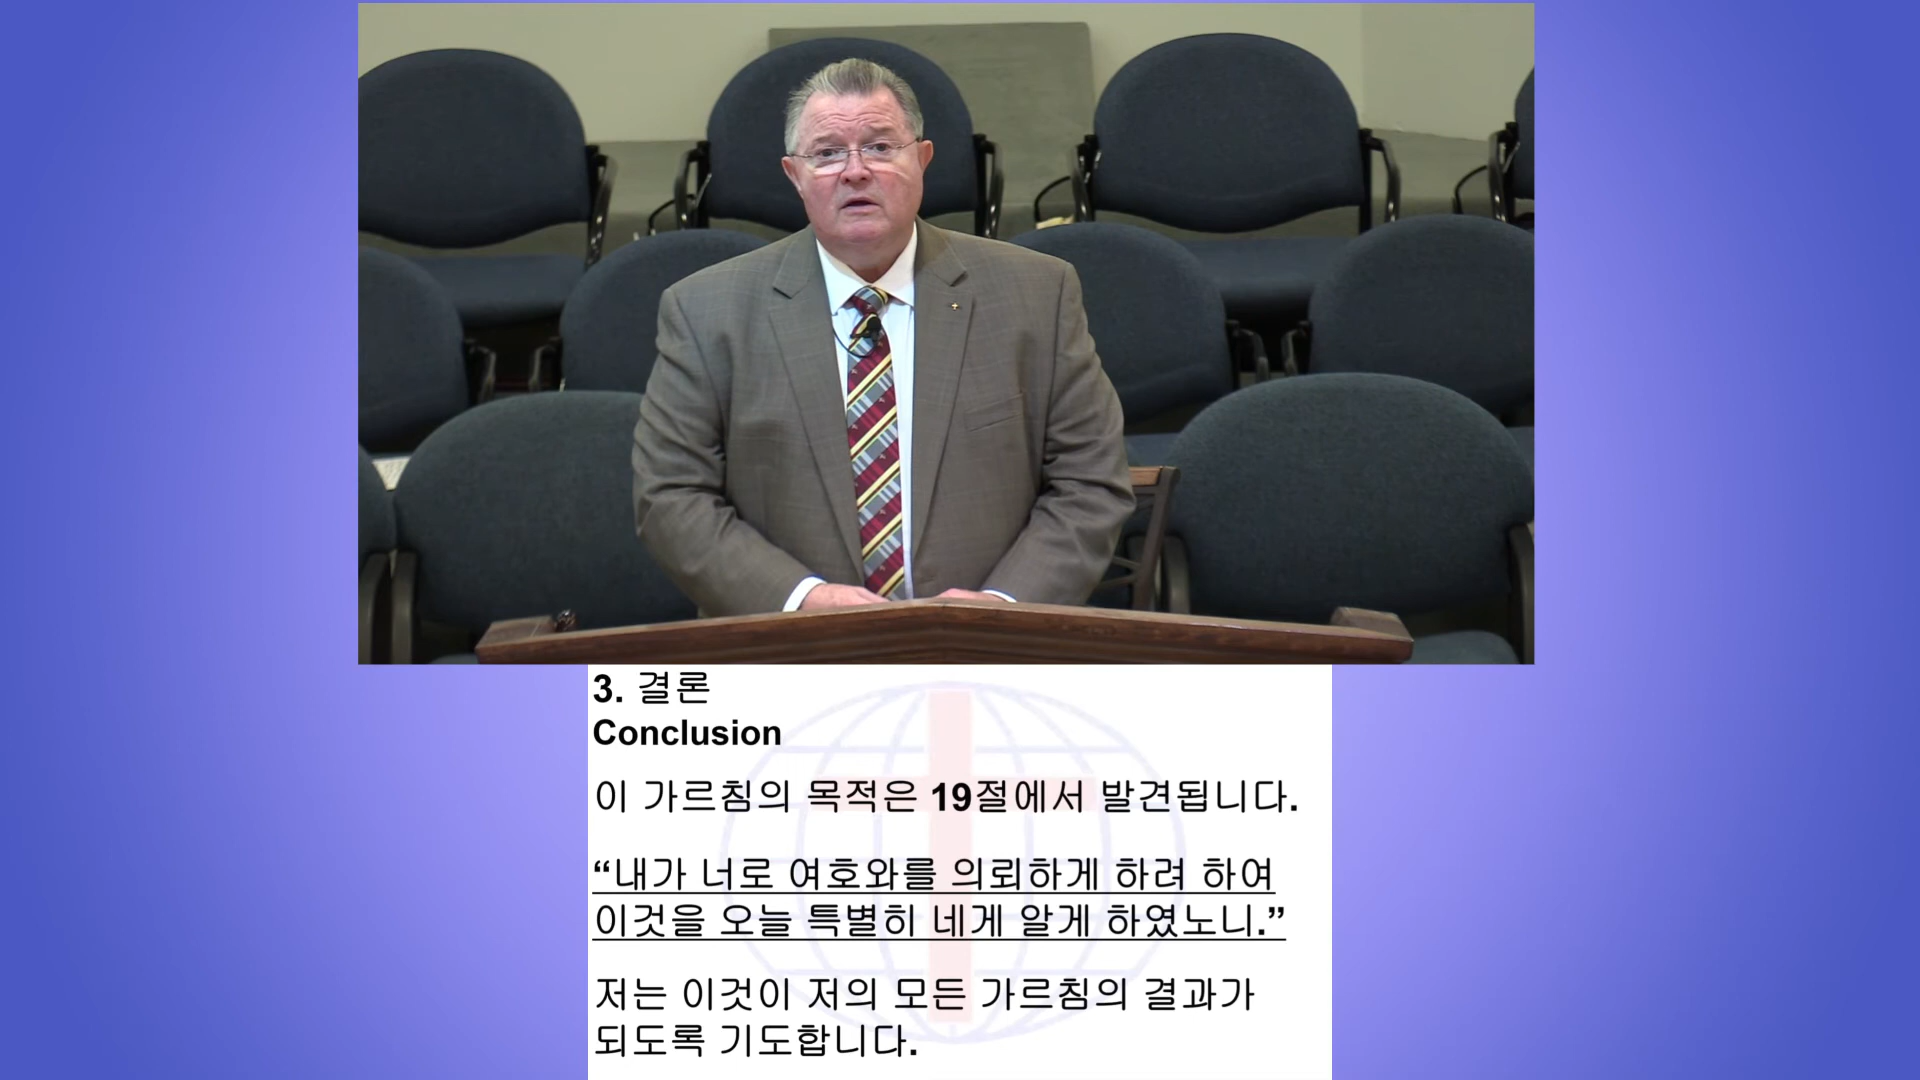 3. 결론
Conclusion
이 가르침의 목적은 19절에서 발견됩니다.
“내가 너로 여호와를 의뢰하게 하려 하여
이것을 오늘 특별히 네게 알게 하였노니.”
저는 이것이 저의 모든 가르침의 결과가
되도록 기도합니다.